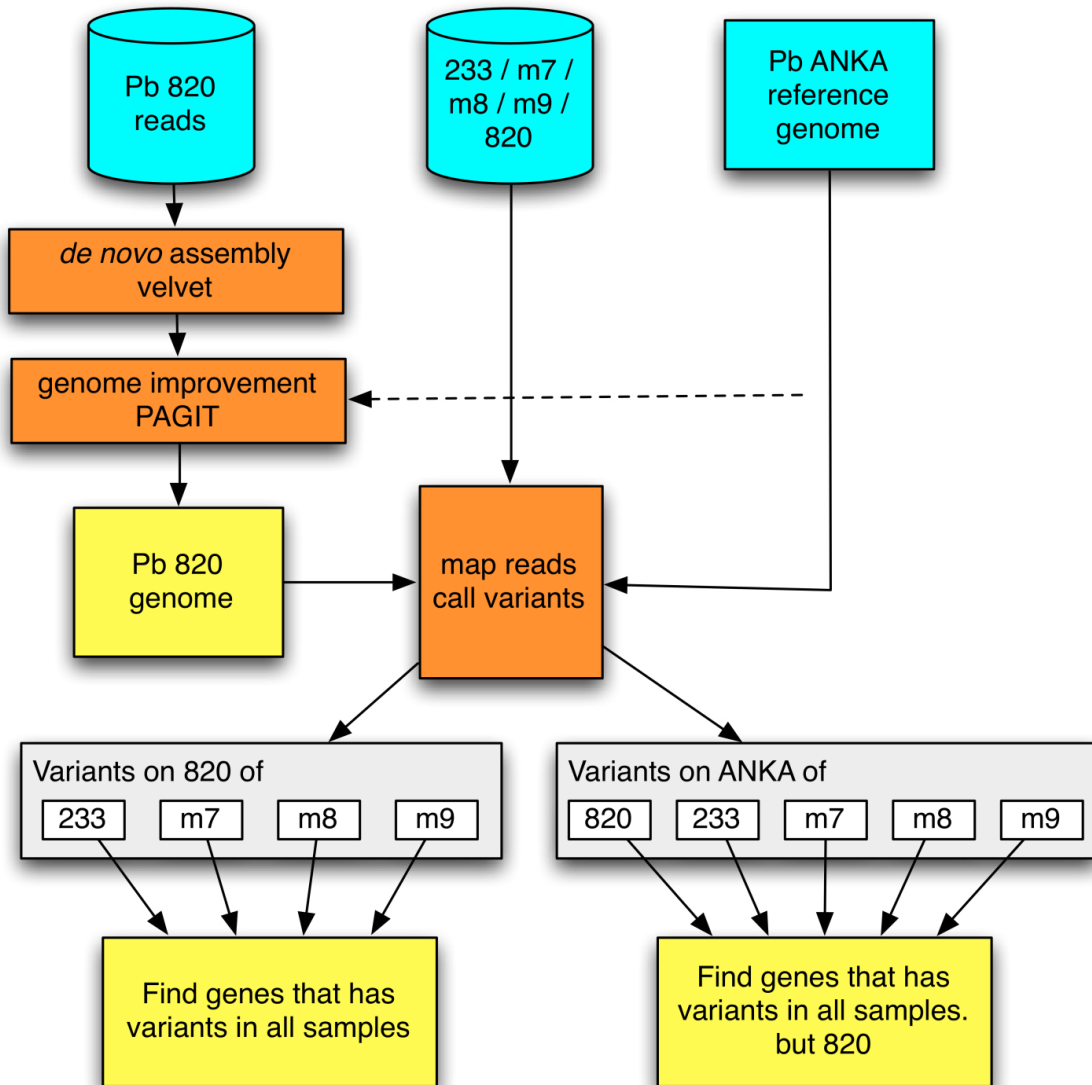 Pb 820
reads
233 / m7 /
m8 / m9 /
820
Pb ANKA
reference
genome
de novo assembly
velvet
genome improvement
PAGIT
Pb 820
genome
map reads
call variants
Variants on 820 of
233
m7
m8
m9
Variants on ANKA of
820
233
m7
m8
m9
Find genes that has
variants in all samples
Find genes that has
variants in all samples.
but 820